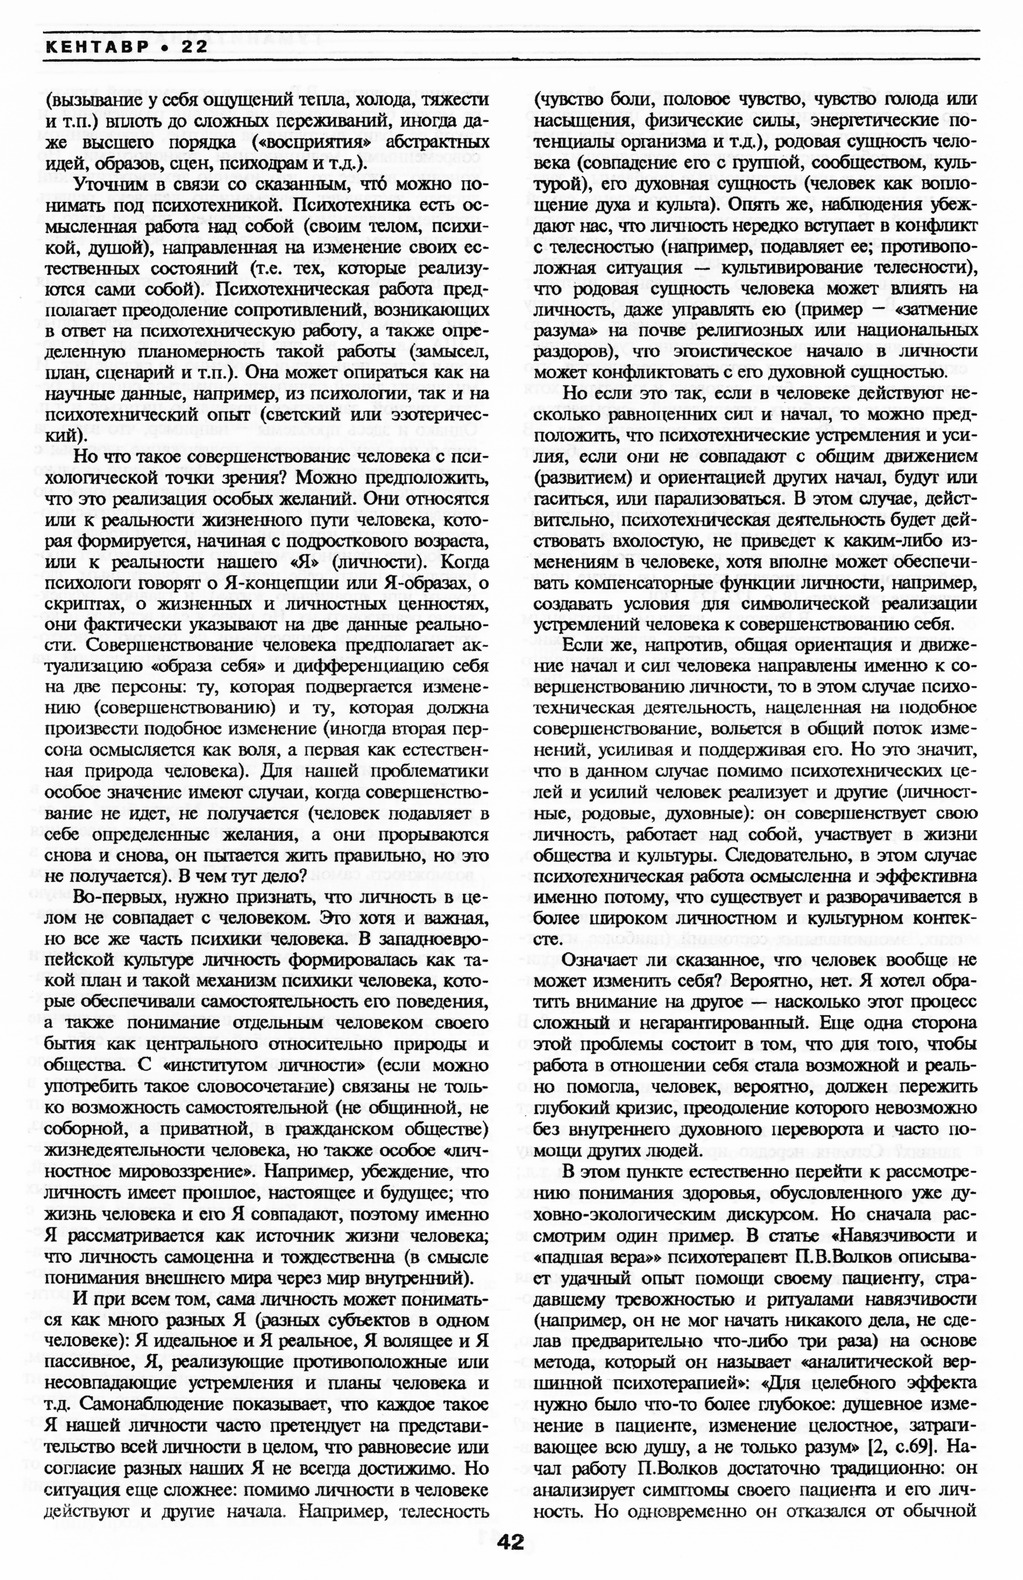 КЕНТАВР • 22
(вызывание у себя ощущений тепла, холода, тяжести
и т.п.) вплоть до сложных переживаний, иногда да-
же высшего порядка («восприятия» абстрактных
идей, образов, сцен, психодрам и т.д.).
Уточним в связи со сказанным, что́ можно по-
нимать под психотехникой. Психотехника есть ос-
мысленная работа над собой (своим телом, психи-
кой, душой), направленная на изменение своих ес-
тественных состояний (т.е. тех, которые реализу-
ются сами собой). Психотехническая работа пред-
полагает преодоление сопротивлений, возникающих
в ответ на психотехническую работу, а также опре-
деленную планомерность такой работы (замысел,
план, сценарий и т.п.). Она может опираться как на
научные данные, например, из психологии, так и на
психотехнический опыт (светский или эзотеричес-
кий).
Но что такое совершенствование человека с пси-
хологической точки зрения? Можно предположить,
что это реализация особых желаний. Они относятся
или к реальности жизненного пути человека, кото-
рая формируется, начиная с подросткового возраста,
или к реальности нашего «Я» (личности). Когда
психологи говорят о Я-концепции или Я-образах, о
скриптах, о жизненных и личностных ценностях,
они фактически указывают на две данные реально-
сти. Совершенствование человека предполагает ак-
туализацию «образа себя» и дифференциацию себя
на две персоны: ту, которая подвергается измене-
нию (совершенствованию) и ту, которая должна
произвести подобное изменение (иногда вторая пер-
сона осмысляется как воля, а первая как естествен-
ная природа человека). Для нашей проблематики
особое значение имеют случаи, когда совершенство-
вание не идет, не получается (человек подавляет в
себе определенные желания, а они прорываются
снова и снова, он пытается жить правильно, но это
не получается). В чем тут дело?
Во-первых, нужно признать, что личность в це-
лом не совпадает с человеком. Это хотя и важная,
но все же часть психики человека. В западноевро-
пейской культуре личность формировалась как та-
кой план и такой механизм психики человека, кото-
рые обеспечивали самостоятельность его поведения,
а также понимание отдельным человеком своего
бытия как центрального относительно природы и
общества. С «институтом личности» (если можно
употребить такое словосочетание) связаны не толь-
ко возможность самостоятельной (не общинной, не
соборной, а приватной, в гражданском обществе)
жизнедеятельности человека, но также особое «лич-
ностное мировоззрение». Например, убеждение, что
личность имеет прошлое, настоящее и будущее; что
жизнь человека и его Я совпадают, поэтому именно
Я рассматривается как источник жизни человека;
что личность самоценна и тождественна (в смысле
понимания внешнего мира через мир внутренний).
И при всем том, сама личность может понимать-
ся как много разных Я (разных субъектов в одном
человеке): Я идеальное и Я реальное, Я волящее и Я
пассивное, Я, реализующие противоположные или
несовпадающие устремления и планы человека и
т.д. Самонаблюдение показывает, что каждое такое
Я нашей личности часто претендует на представи-
тельство всей личности в целом, что равновесие или
согласие разных наших Я не всегда достижимо. Но
ситуация еще сложнее: помимо личности в человеке
действуют и другие начала. Например, телесность
(чувство боли, половое чувство, чувство голода или
насыщения, физические силы, энергетические по-
тенциалы организма и т.д.), родовая сущность чело-
века (совпадение его с группой, сообществом, куль-
турой), его духовная сущность (человек как вопло-
щение духа и культа). Опять же, наблюдения убеж-
дают нас, что личность нередко вступает в конфликт
с телесностью (например, подавляет ее; противопо-
ложная ситуация — культивирование телесности),
что родовая сущность человека может влиять на
личность, даже управлять ею (пример — «затмение
разума» на почве религиозных или национальных
раздоров), что эгоистическое начало в личности
может конфликтовать с его духовной сущностью.
Но если это так, если в человеке действуют не-
сколько равноценных сил и начал, то можно пред-
положить, что психотехнические устремления и уси-
лия, если они не совпадают с общим движением
(развитием) и ориентацией других начал, будут или
гаситься, или парализоваться. В этом случае, дейст-
вительно, психотехническая деятельность будет дей-
ствовать вхолостую, не приведет к каким-либо из-
менениям в человеке, хотя вполне может обеспечи-
вать компенсаторные функции личности, например,
создавать условия для символической реализации
устремлений человека к совершенствованию себя.
Если же, напротив, общая ориентация и движе-
ние начал и сил человека направлены именно к со-
вершенствованию личности, то в этом случае психо-
техническая деятельность, нацеленная на подобное
совершенствование, вольется в общий поток изме-
нений, усиливая и поддерживая его. Но это значит,
что в данном случае помимо психотехнических це-
лей и усилий человек реализует и другие (личност-
ные, родовые, духовные): он совершенствует свою
личность, работает над собой, участвует в жизни
общества и культуры. Следовательно, в этом случае
психотехническая работа осмысленна и эффективна
именно потому, что существует и разворачивается в
более широком личностном и культурном контек-
сте.
Означает ли сказанное, что человек вообще не
может изменить себя? Вероятно, нет. Я хотел обра-
тить внимание на другое — насколько этот процесс
сложный и негарантированный. Еще одна сторона
этой проблемы состоит в том, что для того, чтобы
работа в отношении себя стала возможной и реаль-
но помогла, человек, вероятно, должен пережить
глубокий кризис, преодоление которого невозможно
без внутреннего духовного переворота и часто по-
мощи других людей.
В этом пункте естественно перейти к рассмотре-
нию понимания здоровья, обусловленного уже ду-
ховно-экологическим дискурсом. Но сначала рас-
смотрим один пример. В статье «Навязчивости и
«падшая вера»» психотерапевт П.В.Волков описыва-
ет удачный опыт помощи своему пациенту, стра-
давшему тревожностью и ритуалами навязчивости
(например, он не мог начать никакого дела, не сде-
лав предварительно что-либо три раза) на основе
метода, который он называет «аналитической вер-
шинной психотерапией»: «Для целебного эффекта
нужно было что-то более глубокое: душевное изме-
нение в пациенте, изменение целостное, затраги-
вающее всю душу, а не только разум» [2, с.69]. На-
чал работу П.Волков достаточно традиционно: он
анализирует симптомы своего пациента и его лич-
ность. Но одновременно он отказался от обычной
42